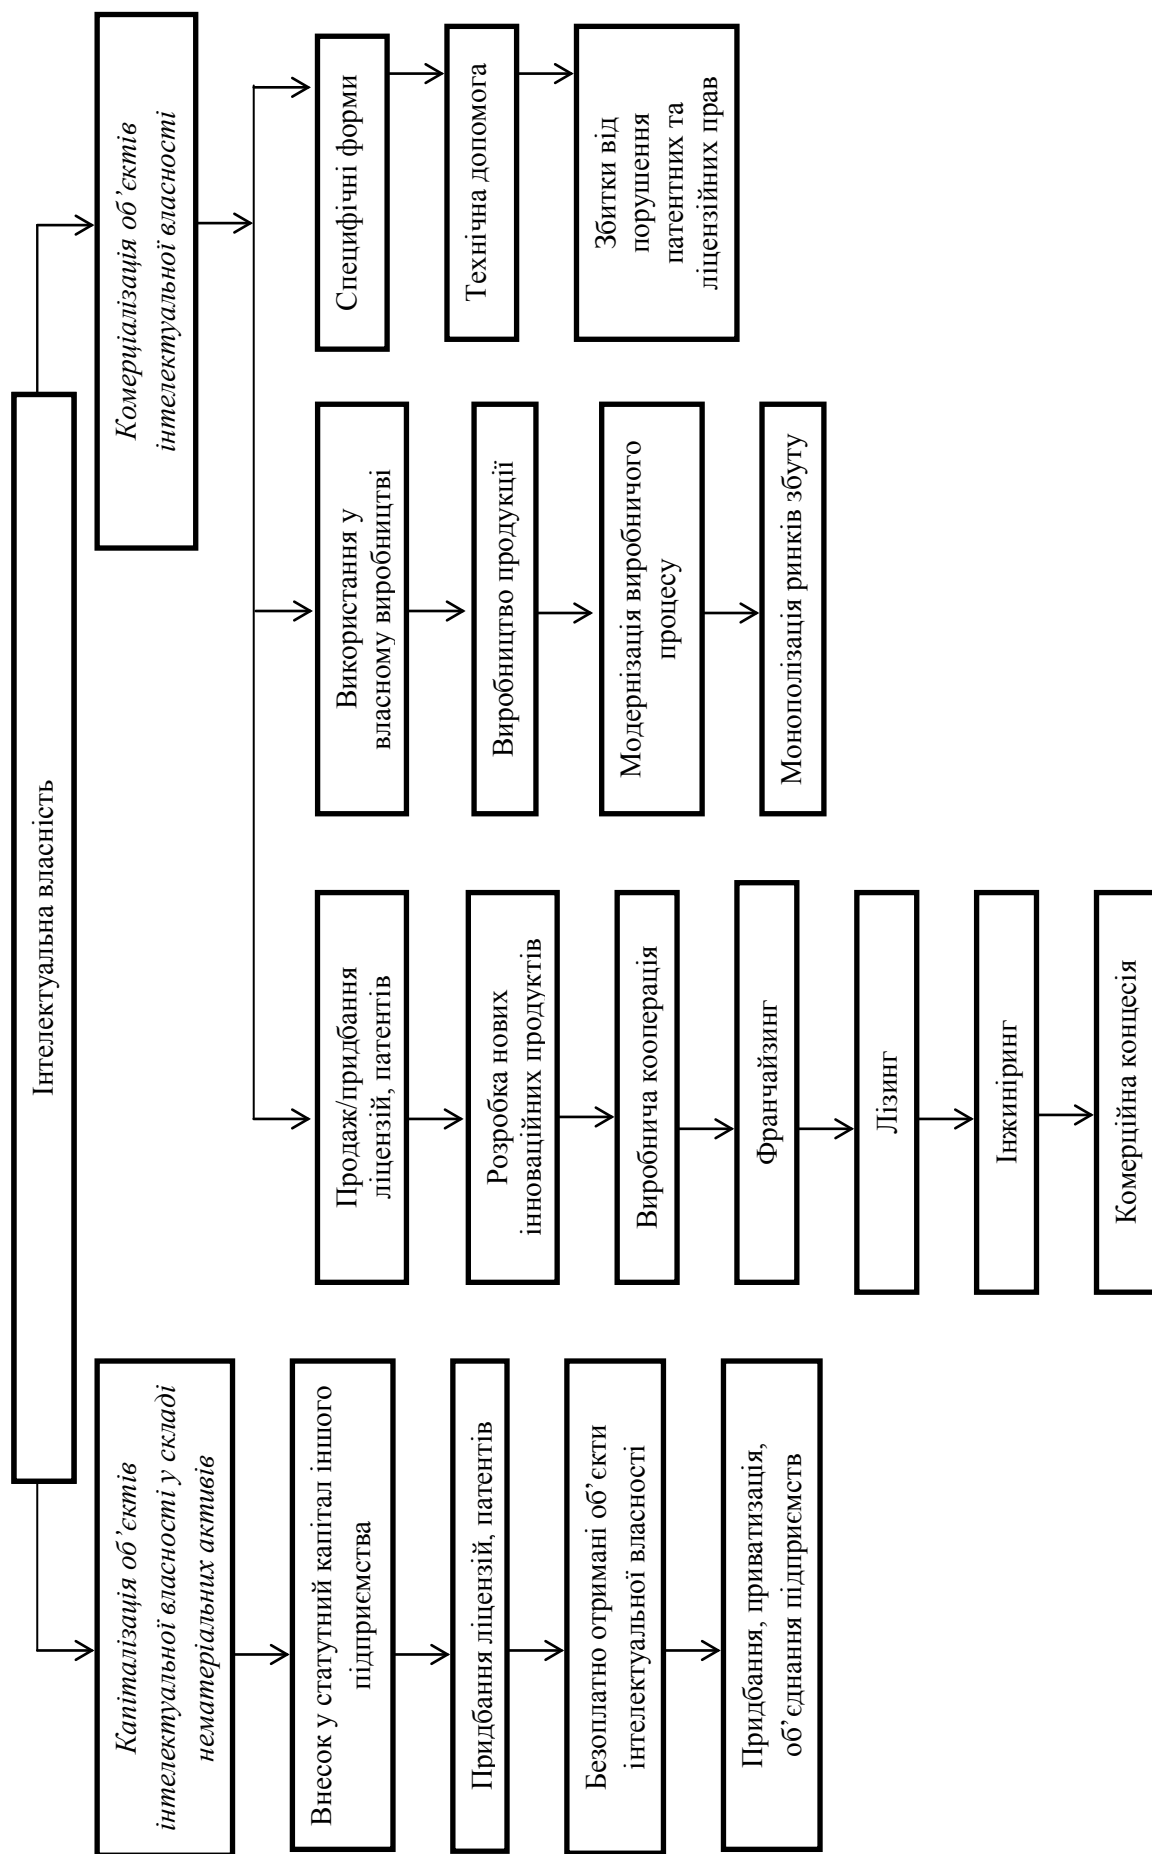 Інтелектуальна власність
Капіталізація об’єктів
інтелектуальної власності у складі
нематеріальних активів
Внесок у статутний капітал іншого
підприємства
Придбання ліцензій, патентів
Безоплатно отримані об’єкти
інтелектуальної власності
Придбання, приватизація,
об’єднання підприємств
Комерціалізація об’єктів
інтелектуальної власності
Продаж/придбання
ліцензій, патентів
Розробка нових
інноваційних продуктів
Виробнича кооперація
Франчайзинг
Лізинг
Інжиніринг
Комерційна концесія
Використання у
власному виробництві
Виробництво продукції
Модернізація виробничого
процесу
Монополізація ринків збуту
Специфічні форми
Технічна допомога
Збитки від
порушення
патентних та
ліцензійних прав